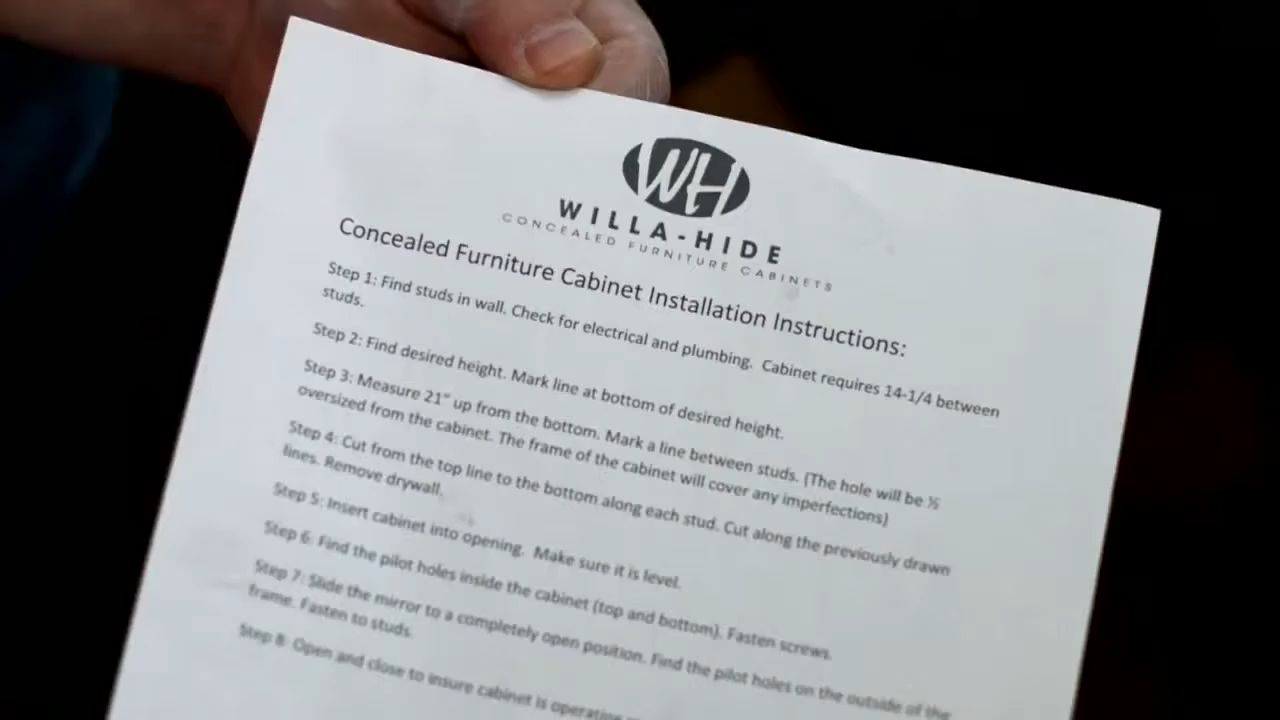 WH
WILLA-HIDE
CONCEALED FURNITURE CABINETS
Concealed Furniture Cabinet Installation Instructions:
Step 1: Find studs in wall. Check for electrical and plumbing. Cabinet requires 14-1/4 between
studs.
Step 2: Find desired height. Mark line at bottom of desired height.
Step 3: Measure 21” up from the bottom. Mark a line between studs. (The hole will be ½
oversized from the cabinet. The frame of the cabinet will cover any imperfections)
Step 4: Cut from the top line to the bottom along each stud. Cut along the previously drawn
lines. Remove drywall.
Step 5: Insert cabinet into opening. Make sure it is level.
Step 6: Find the pilot holes inside the cabinet (top and bottom). Fasten screws.
Step 7: Slide the mirror to a completely open position. Find the pilot holes on the outside of the
frame. Fasten to studs.
Step 8: Open and close to insure cabinet is operating